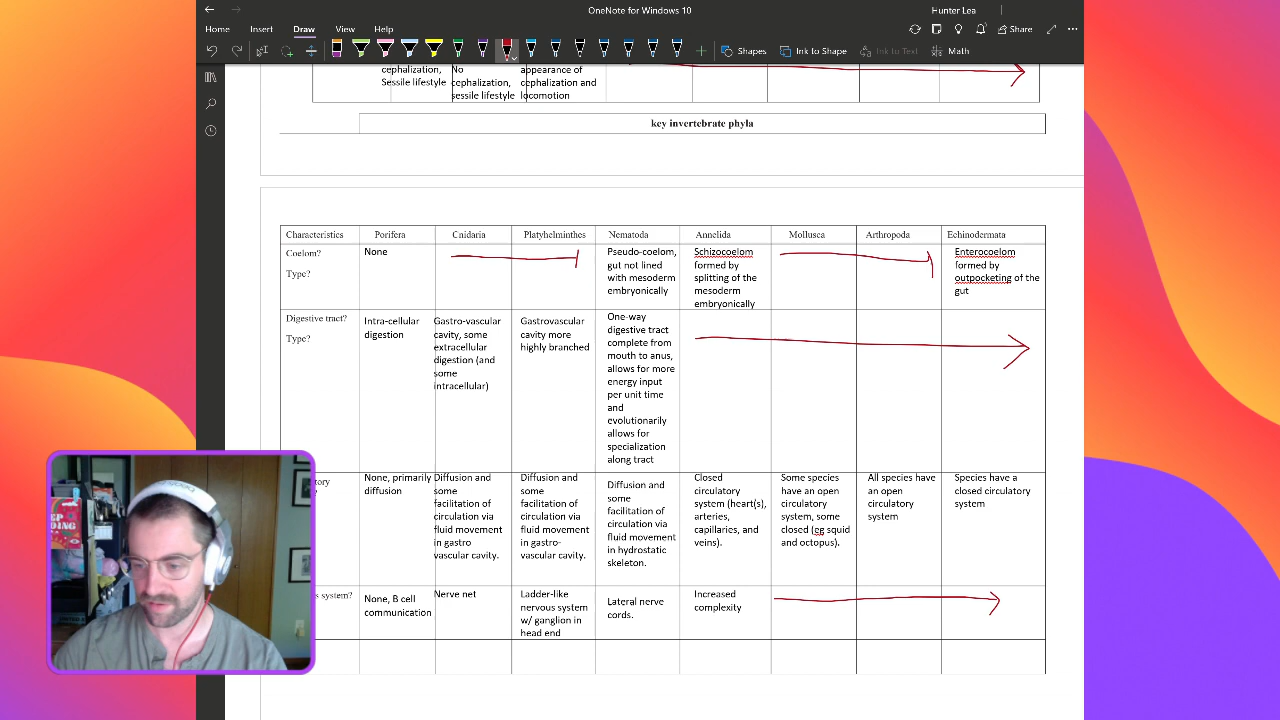 OneNote for Windows 10
Hunter Lea
Home Insert Draw View Help
Share
Shapes Ink to Shape Ink to Text Math
cephalization,
Sessile lifestyle
No
cephalization,
sessile lifestyle
appearance of
cephalization and
locomotion
key invertebrate phyla
Characteristics Porifera Cnidaria Platyhelminthes Nematoda Annelida Mollusca Arthropoda Echinodermata
Coelom?
Type?
None
Pseudo-coelom,
gut not lined
with mesoderm
embryonically
Schizocoelom
formed by
splitting of the
mesoderm
embryonically
Enterocoelom
formed by
outpocketing of the
gut
Digestive tract?
Type?
Intra-cellular
digestion
Gastro-vascular
cavity, some
extracellular
digestion (and
some
intracellular)
Gastrovascular
cavity more
highly branched
One-way
digestive tract
complete from
mouth to anus,
allows for more
energy input
per unit time
and
evolutionarily
allows for
specialization
along tract
tory
None, primarily
diffusion
Diffusion and
some
facilitation of
circulation via
fluid movement
in gastro
vascular cavity.
Diffusion and
some
facilitation of
circulation via
fluid movement
in gastro-
vascular cavity.
Diffusion and
some
facilitation of
circulation via
fluid movement
in hydrostatic
skeleton.
Closed
circulatory
system (heart(s),
arteries,
capillaries, and
veins).
Some species
have an open
circulatory
system, some
closed (eg squid
and octopus).
All species have
an open
circulatory
system
Species have a
closed circulatory
system
s system?
None, B cell
communication
Nerve net
Ladder-like
nervous system
w/ ganglion in
head end
Lateral nerve
cords.
Increased
complexity